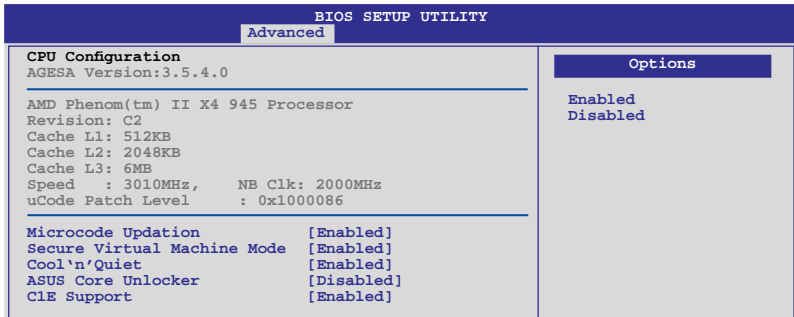 BIOS SETUP UTILITY
Advanced
CPU Configuration
AGESA Version:3.5.4.0
AMD Phenom(tm) II X4 945 Processor
Revision: C2
Cache L1: 512KB
Cache L2: 2048KB
Cache L3: 6MB
Speed : 3010MHz, NB Clk: 2000MHz
uCode Patch Level : 0x1000086
Microcode Updation [Enabled]
Secure Virtual Machine Mode [Enabled]
Cool‘n’Quiet [Enabled]
ASUS Core Unlocker [Disabled]
C1E Support [Enabled]
Options
Enabled
Disabled